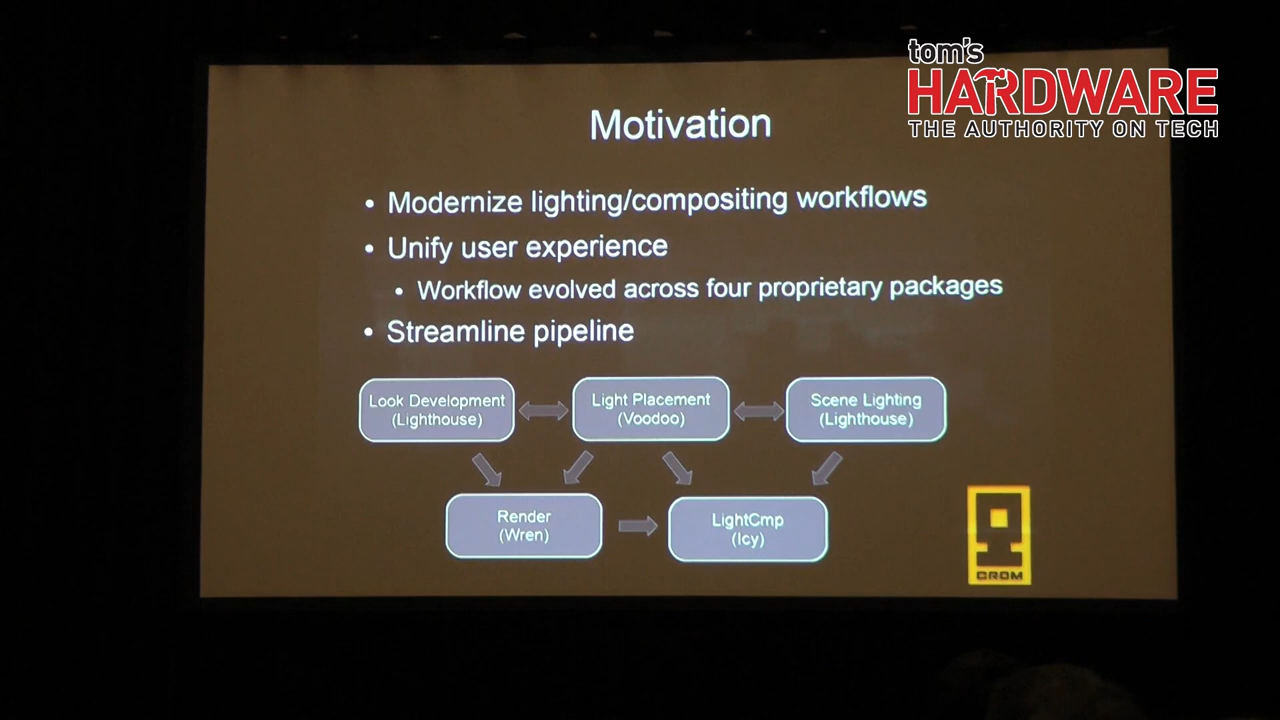 tom's
HARDWARE
THE AUTHORITY ON TECH
Motivation
• Modernize lighting/compositing workflows
• Unify user experience
• Workflow evolved across four proprietary packages
• Streamline pipeline
Look Development
(Lighthouse)
Light Placement
(Voodoo)
Scene Lighting
(Lighthouse)
Render
(Wren)
LightCmp
(Icy)
CROM